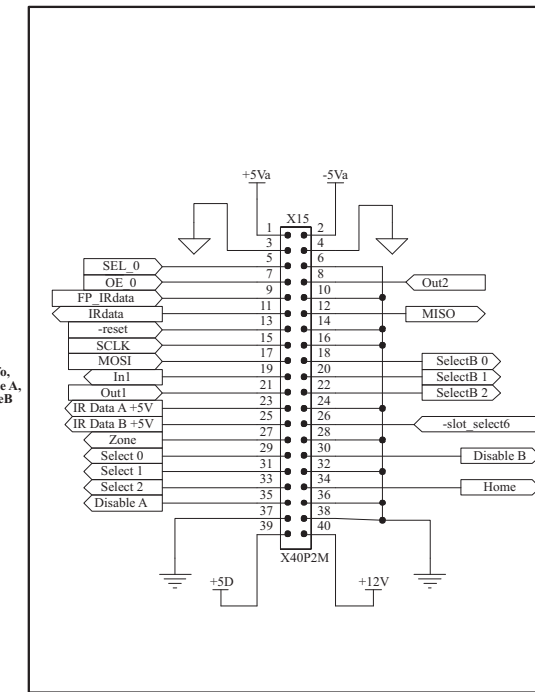 +5Va -5Va
X15
1 2
3 4
SEL_0 5 6
OE_0 7 8 Out2
FP_IRdata 9 10
IRdata 11 12 MISO
-reset 13 14
SCLK 15 16
MOSI 17 18 SelectB 0
In1 19 20 SelectB 1
Out1 21 22 SelectB 2
IR Data A +5V 23 24
IR Data B +5V 25 26 -slot_select6
Zone 27 28
Select 0 29 30 Disable B
Select 1 31 32
Select 2 33 34 Home
Disable A 35 36
37 38
39 40
X40P2M
+5D +12V
e A,
eB